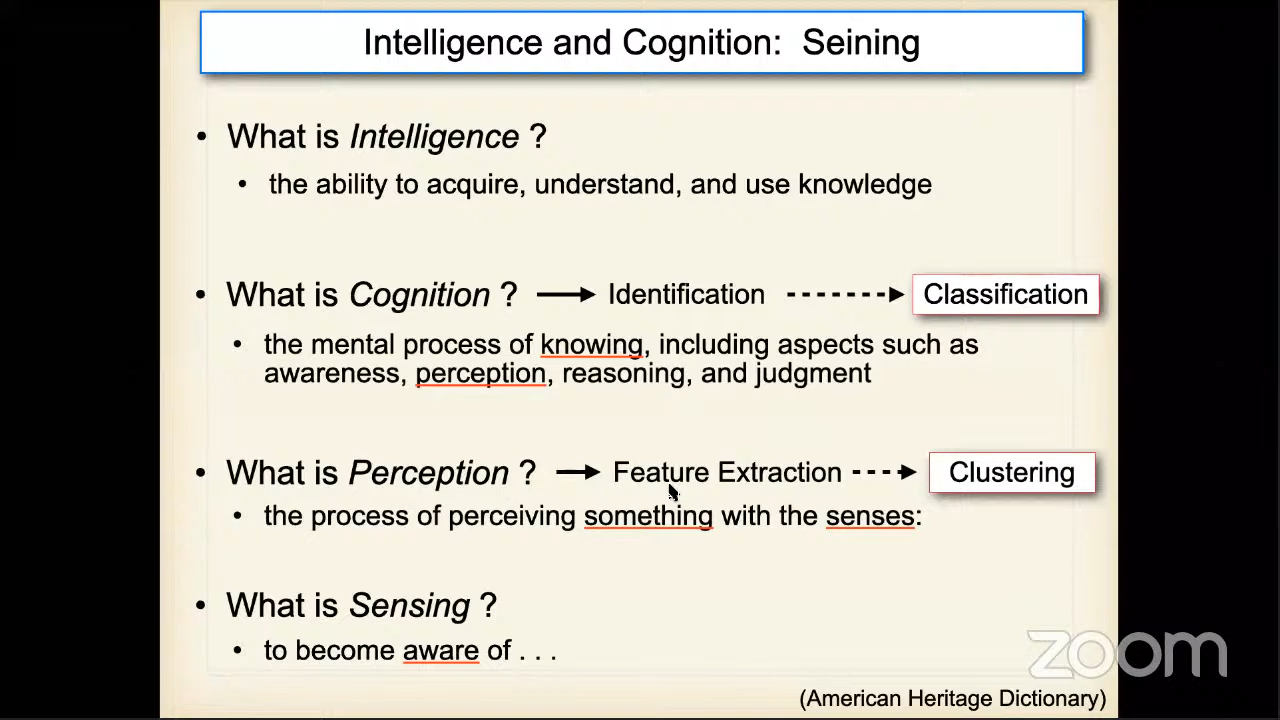 Intelligence and Cognition: Seining
• What is Intelligence ?
• the ability to acquire, understand, and use knowledge
• What is Cognition ? Identification Classification
• the mental process of knowing, including aspects such as
awareness, perception, reasoning, and judgment
• What is Perception ? Feature Extraction Clustering
• the process of perceiving something with the senses:
• What is Sensing ?
• to become aware of . . .
zoom
(American Heritage Dictionary)